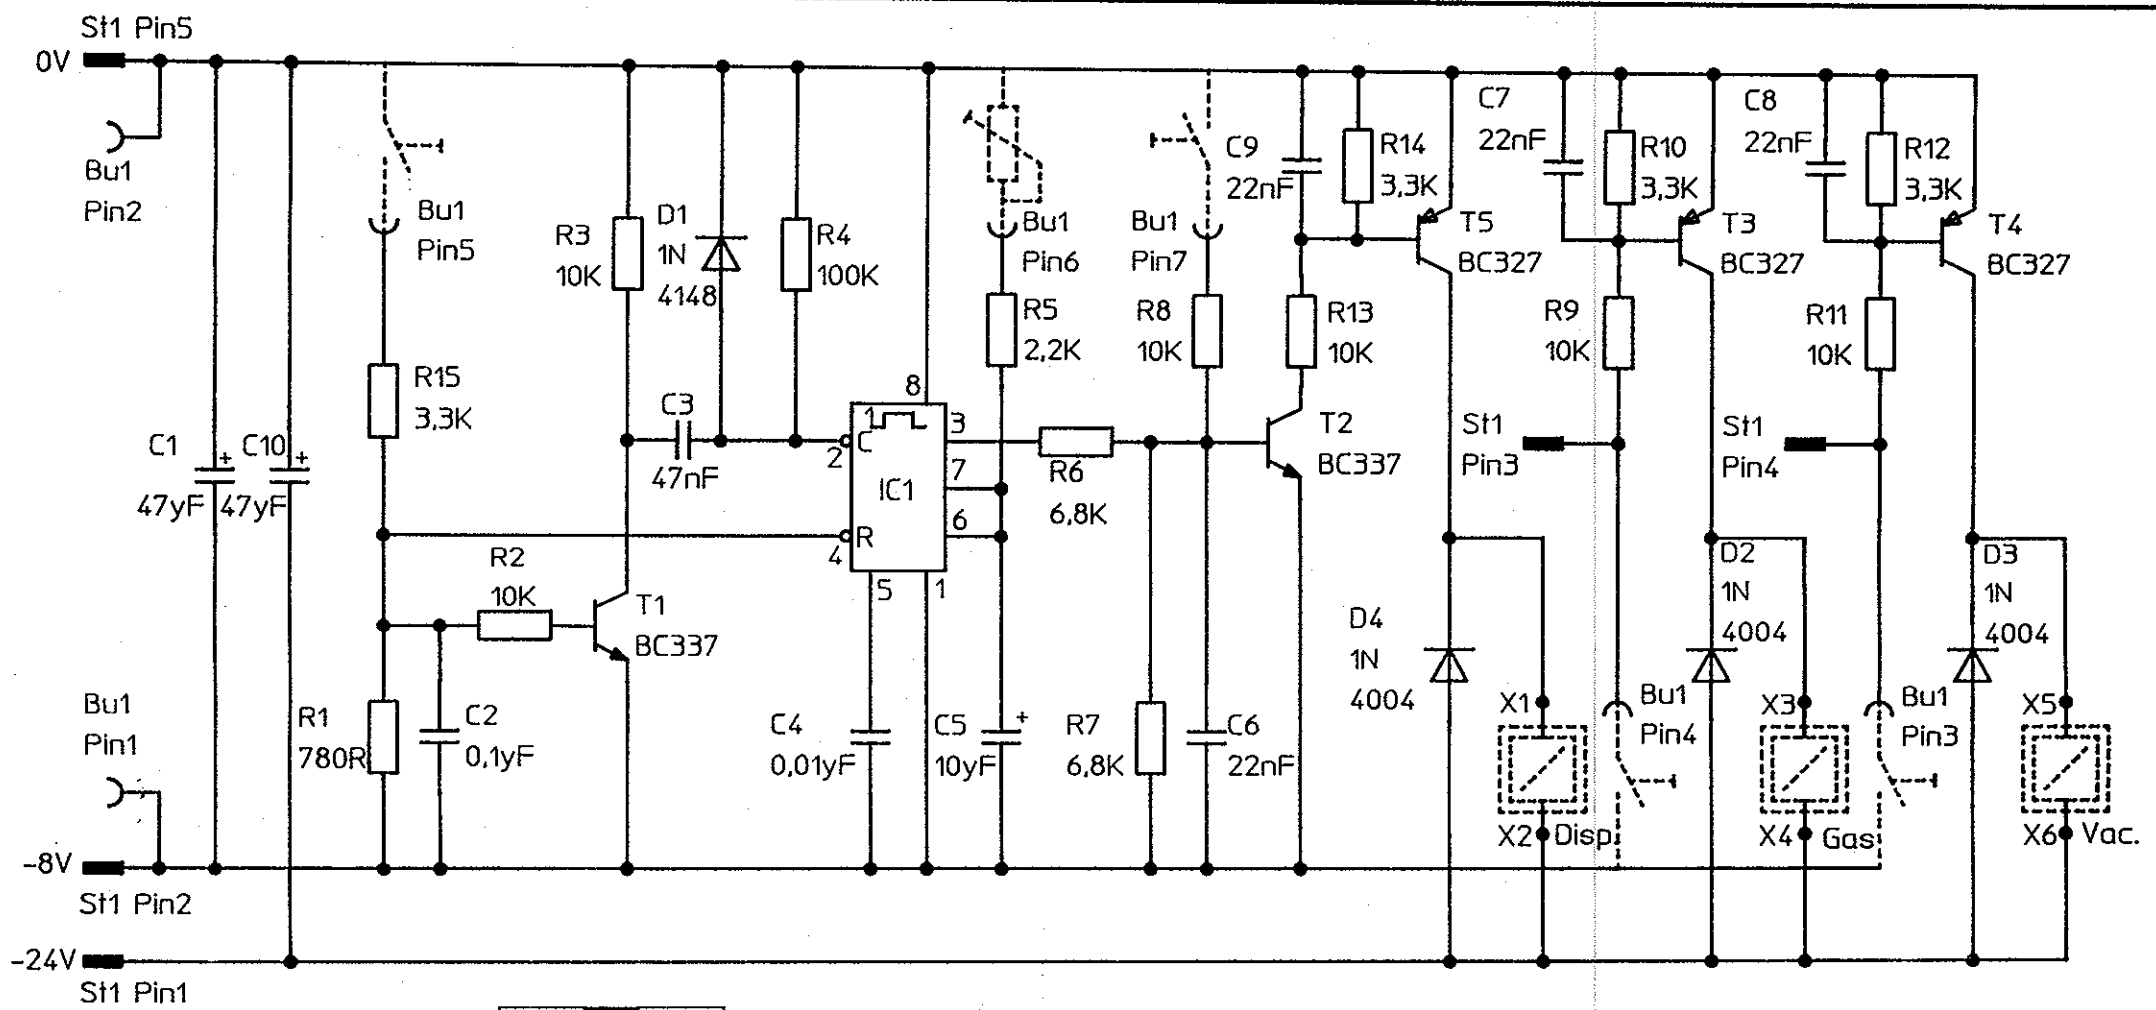 St1 Pin5
0V
Bu1
Pin2
C1
47yF
C10
47yF
+
+
Bu1
Pin5
R15
3,3K
R1
780R
C2
0,1yF
R2
10K
T1
BC337
R3
10K
D1
1N
4148
R4
100K
C3
47nF
IC1
1
C
R
8
3
7
6
2
4
5
1
C4
0,01yF
C5
10yF
+
Bu1
Pin6
R5
2,2K
R6
6,8K
R7
6,8K
Bu1
Pin7
R8
10K
C6
22nF
C9
22nF
R14
3,3K
R13
10K
T2
BC337
T5
BC327
D4
1N
4004
X1
X2
Disp.
C7
22nF
R10
3,3K
R9
10K
St1
Pin3
T3
BC327
Bu1
Pin4
D2
1N
4004
X3
X4
Gas
C8
22nF
R12
3,3K
R11
10K
St1
Pin4
T4
BC327
Bu1
Pin3
D3
1N
4004
X5
X6
Vac.
Bu1
Pin1
-8V
St1 Pin2
-24V
St1 Pin1